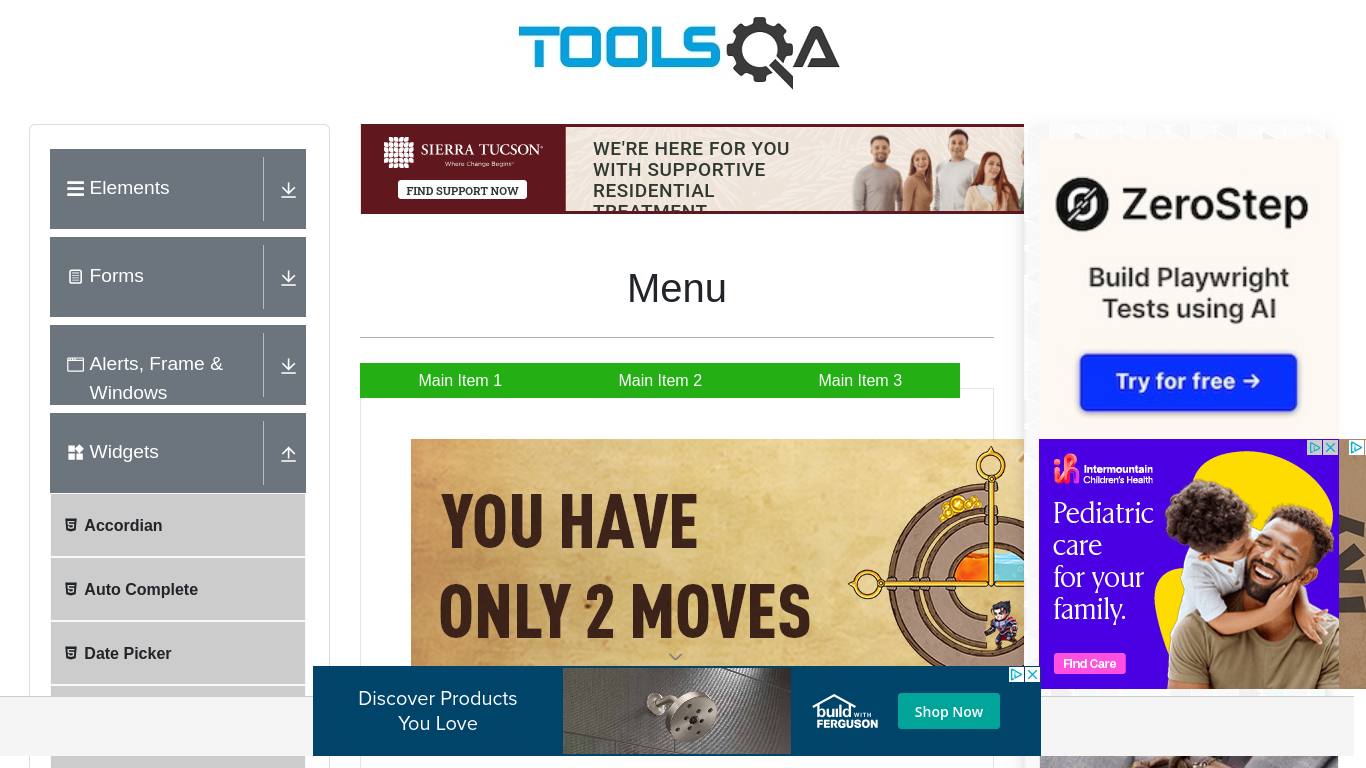 TOOLSQA
Elements
Forms
Alerts, Frame &
Windows
Widgets
Accordian
Auto Complete
Date Picker
SIERRA TUCSON
Where Change Begins
FIND SUPPORT NOW
WE'RE HERE FOR YOU
WITH SUPPORTIVE
RESIDENTIAL
TREATMENT
Menu
Main Item 1
Main Item 2
Main Item 3
YOU HAVE
ONLY 2 MOVES
ZeroStep
Build Playwright
Tests using AI
Try for free →
Intermountain
Children's Health
Pediatric
care
for your
family.
Find Care
Discover Products
You Love
build WITH
FERGUSON
Shop Now